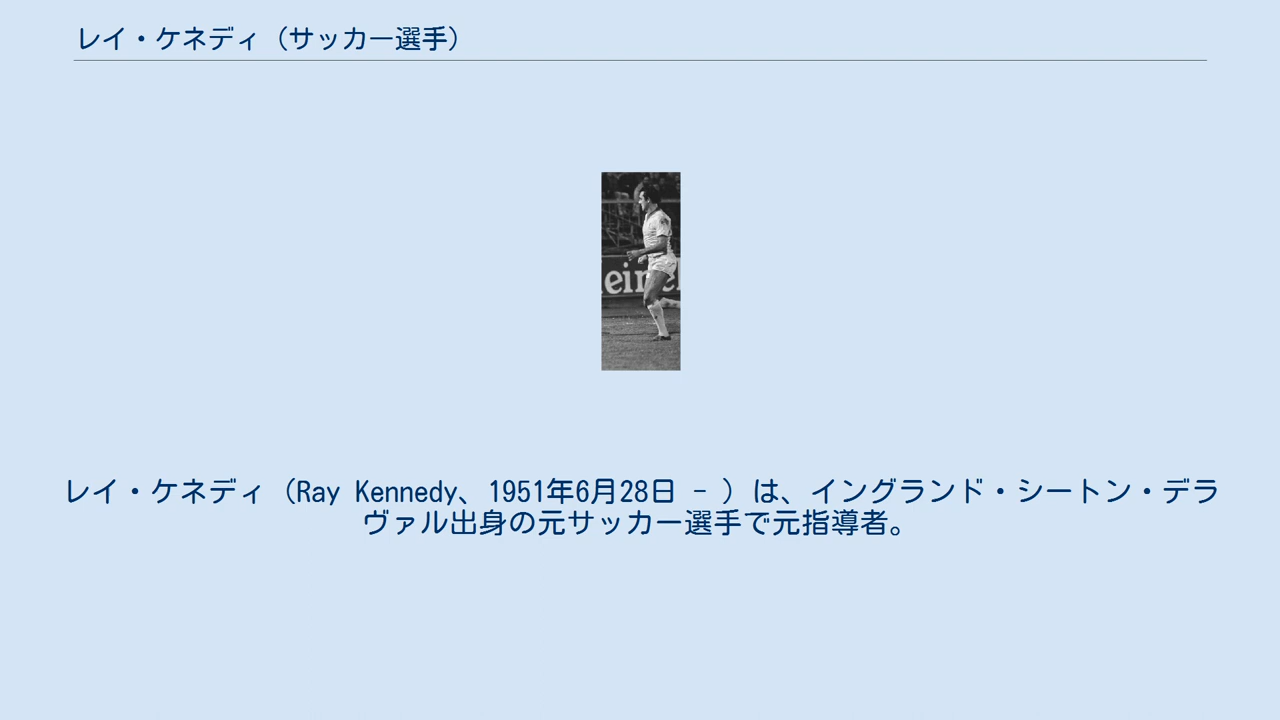 レイ・ケネディ（サッカー選手）
einek
レイ・ケネディ（Ray Kennedy、1951年6月28日 - ）は、イングランド・シートン・デラ
ヴァル出身の元サッカー選手で元指導者。